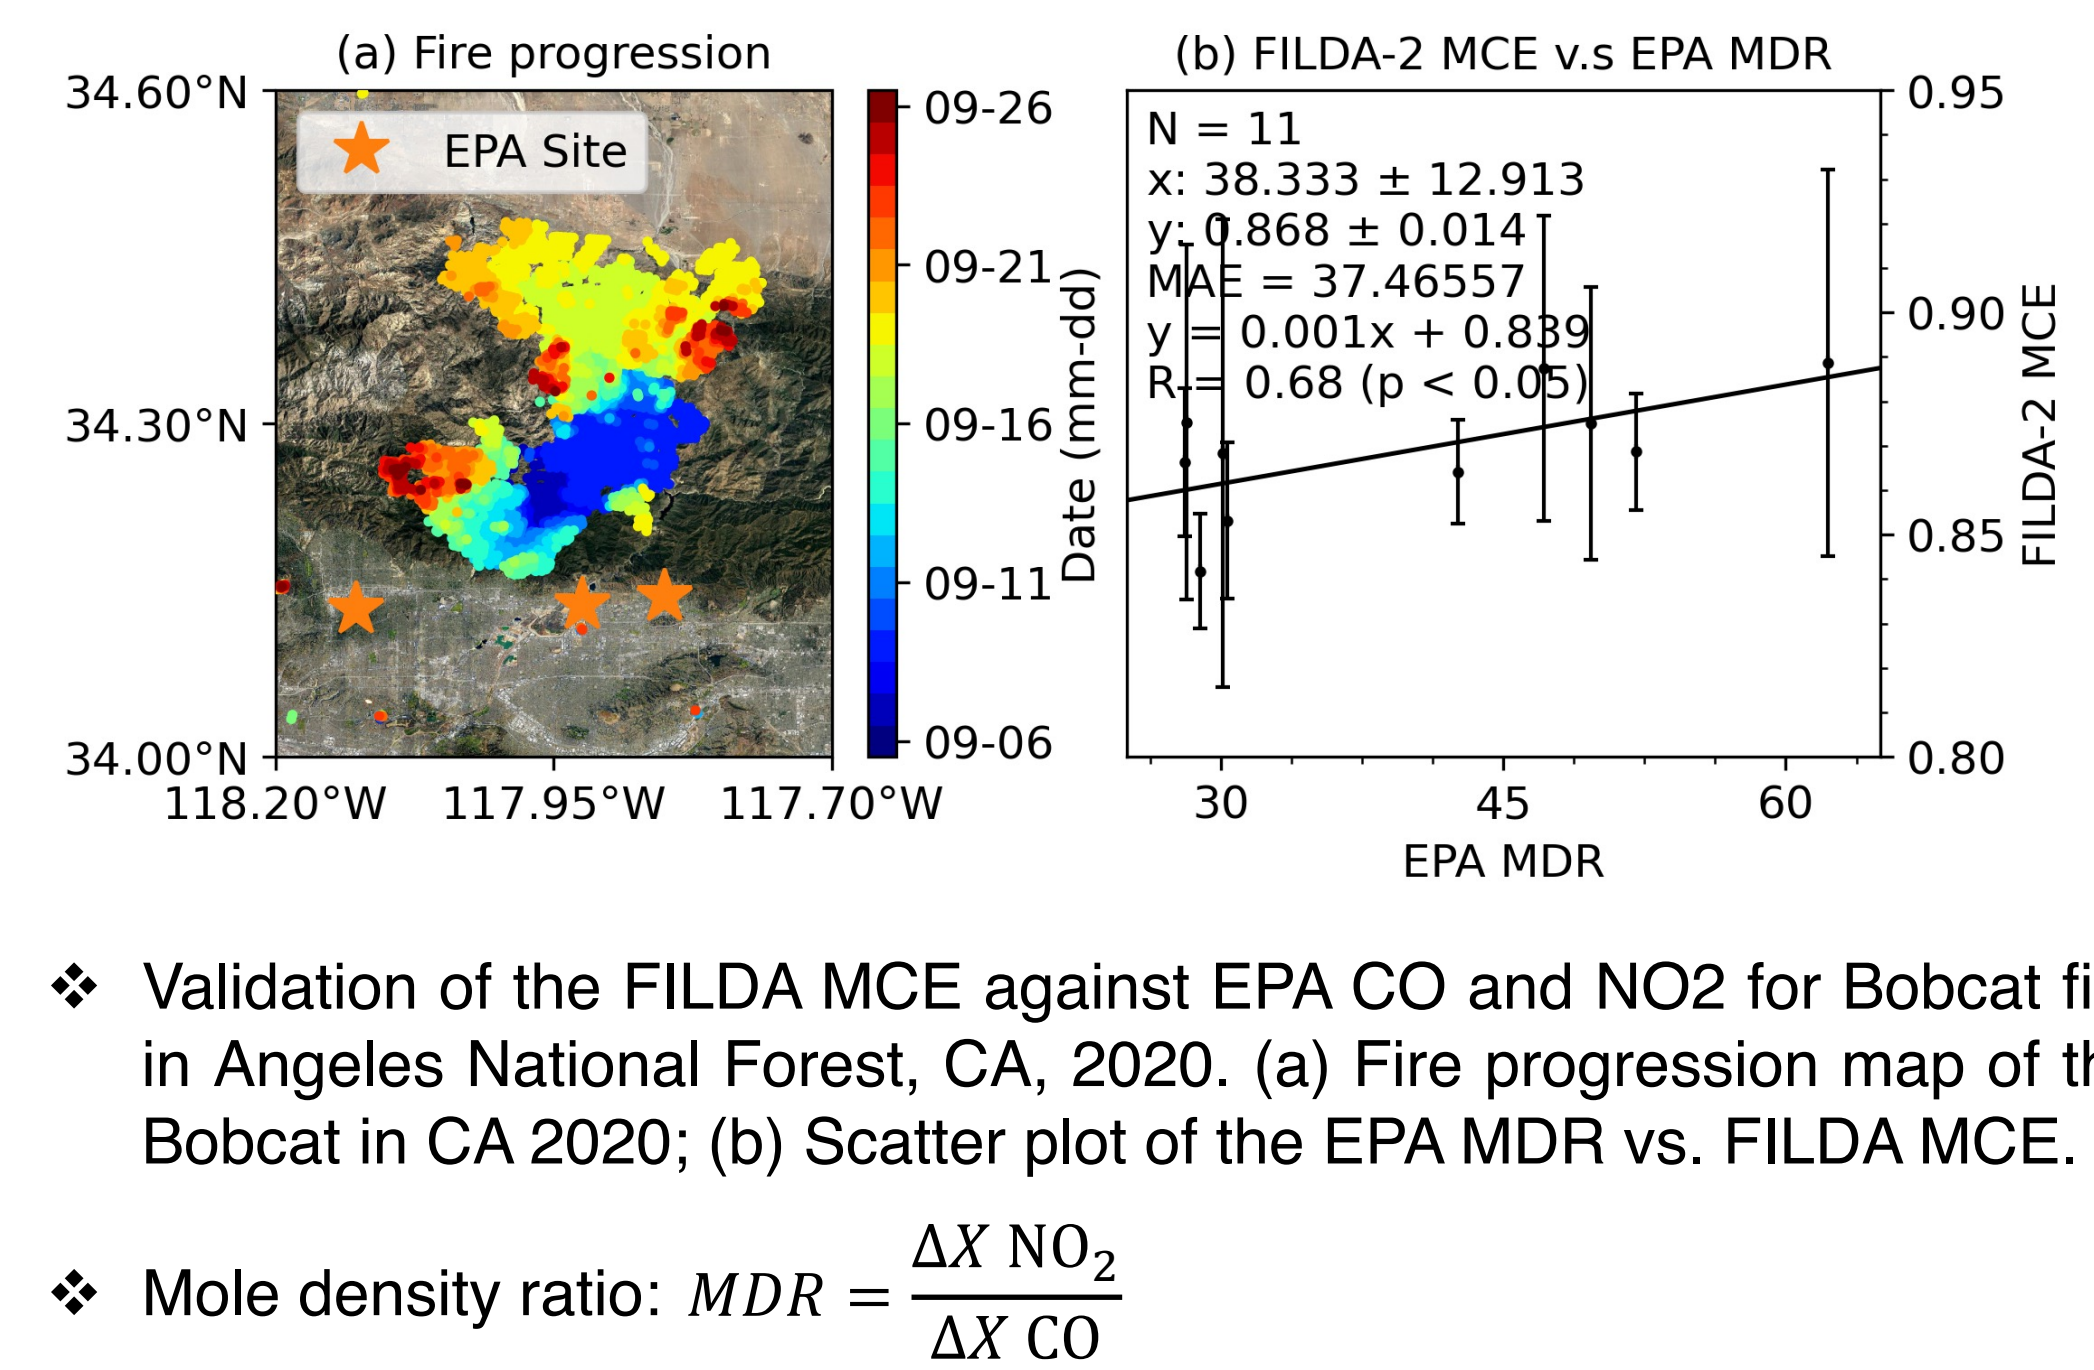 (a) Fire progression
34.60°N
34.30°N
34.00°N
118.20°W
117.95°W
117.70°W
EPA Site
09-26
09-21
09-16
09-11
09-06
Date (mm-dd)
(b) FILDA-2 MCE v.s EPA MDR
N = 11
x: 38.333 ± 12.913
y: 0.868 ± 0.014
MAE = 37.46557
y = 0.001x + 0.839
R = 0.68 (p < 0.05)
0.95
0.90
0.85
0.80
FILDA-2 MCE
30
45
60
EPA MDR
❖ Validation of the FILDA MCE against EPA CO and NO2 for Bobcat
in Angeles National Forest, CA, 2020. (a) Fire progression map of
Bobcat in CA 2020; (b) Scatter plot of the EPA MDR vs. FILDA MCE.
❖ Mole density ratio: MDR = ΔX NO₂ / ΔX CO